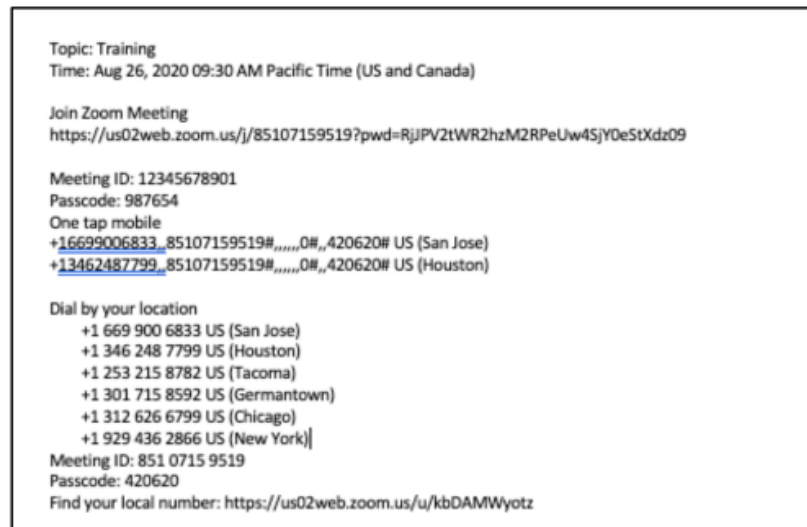 Topic: Training
Time: Aug 26, 2020 09:30 AM Pacific Time (US and Canada)
Join Zoom Meeting
https://us02web.zoom.us/j/85107159519?pwd=RjJPV2tWR2hzM2RPeUw4SjY0eStXdz09
Meeting ID: 12345678901
Passcode: 987654
One tap mobile
+16699006833,,85107159519#,,,,,,0#,,420620# US (San Jose)
+13462487799,,85107159519#,,,,,,0#,,420620# US (Houston)
Dial by your location
+1 669 900 6833 US (San Jose)
+1 346 248 7799 US (Houston)
+1 253 215 8782 US (Tacoma)
+1 301 715 8592 US (Germantown)
+1 312 626 6799 US (Chicago)
+1 929 436 2866 US (New York)
Meeting ID: 851 0715 9519
Passcode: 420620
Find your local number: https://us02web.zoom.us/u/kbDAMWyotz